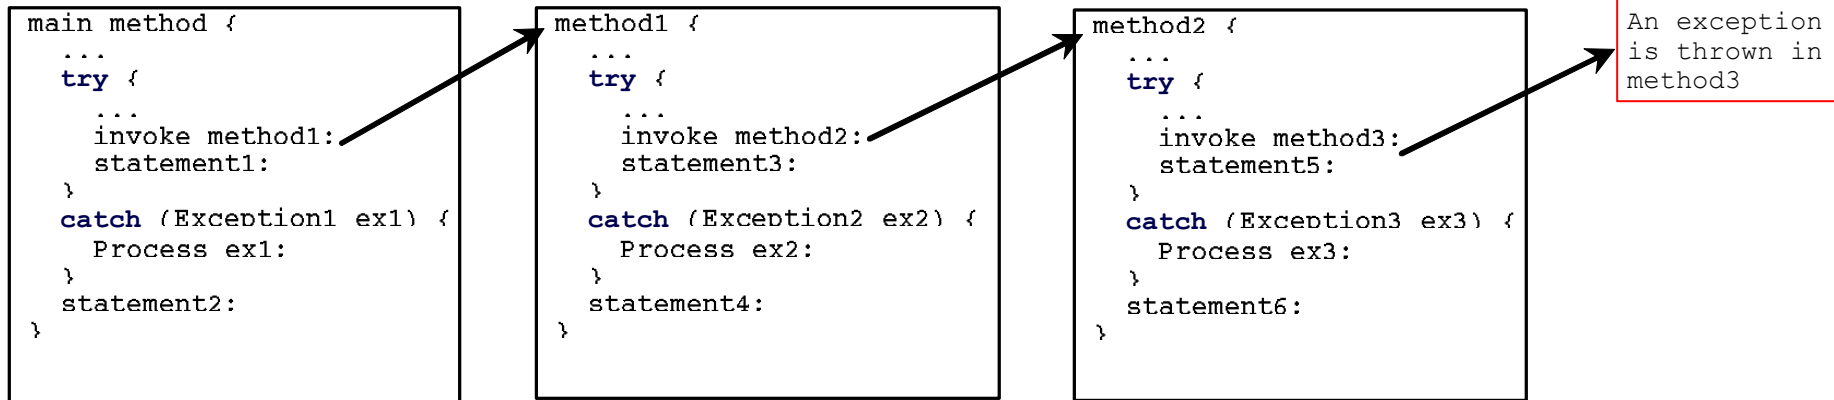 main method {
...
try {
...
invoke method1:
statement1:
}
catch (Exception1 ex1) {
Process ex1:
}
statement2:
}
method1 {
...
try {
...
invoke method2:
statement3:
}
catch (Exception2 ex2) {
Process ex2:
}
statement4:
}
method2 {
...
try {
...
invoke method3:
statement5:
}
catch (Exception3 ex3) {
Process ex3:
}
statement6:
}
An exception
is thrown in
method3